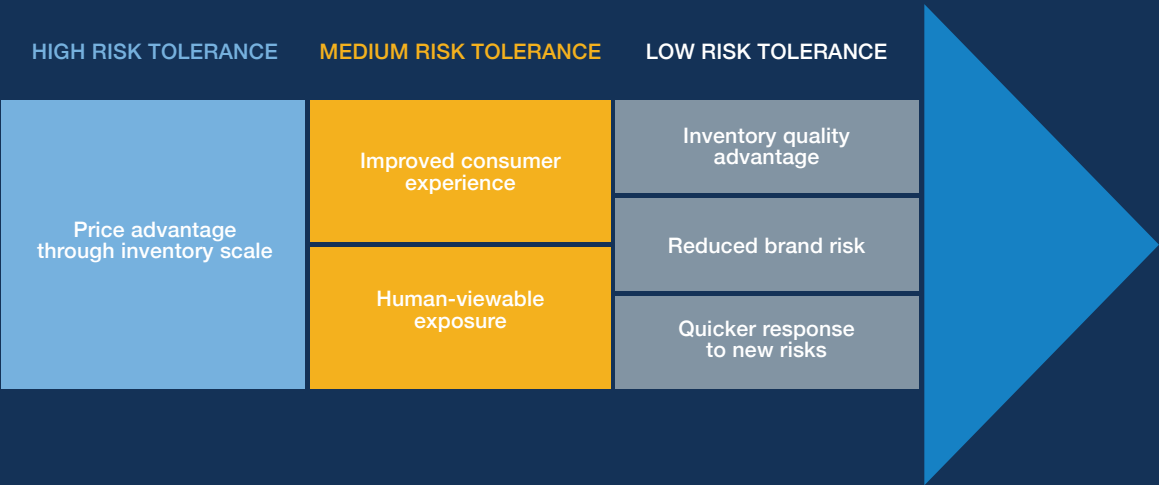 HIGH RISK TOLERANCE
MEDIUM RISK TOLERANCE
LOW RISK TOLERANCE
Price advantage
through inventory scale
Improved consumer
experience
Human-viewable
exposure
Inventory quality
advantage
Reduced brand risk
Quicker response
to new risks